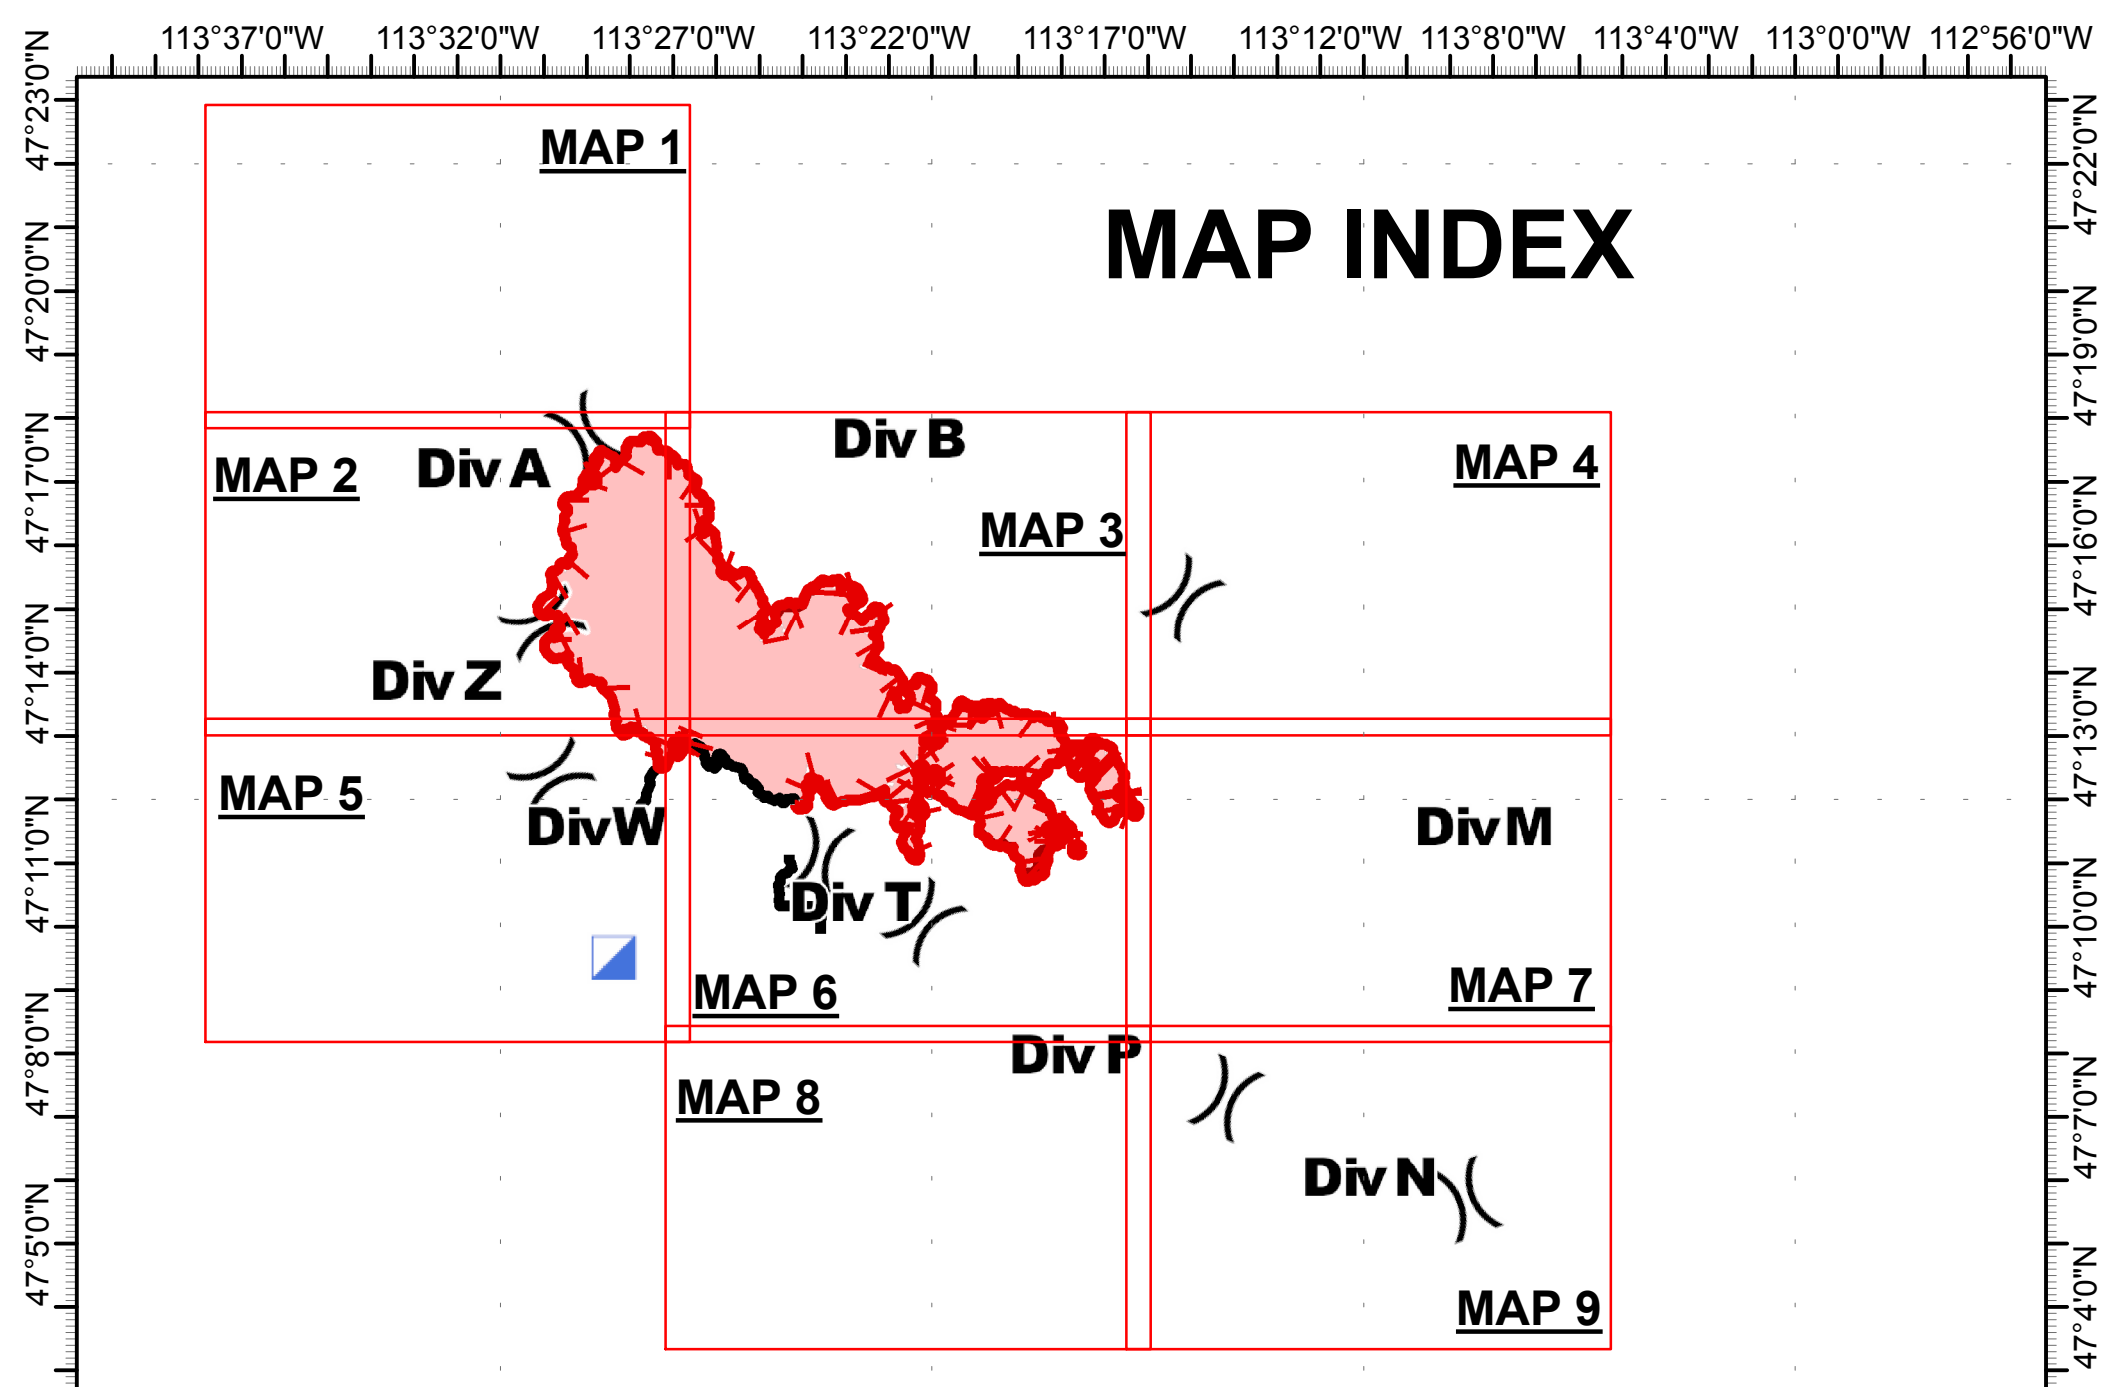 113°37'0"W 113°32'0"W 113°27'0"W 113°22'0"W 113°17'0"W 113°12'0"W 113°8'0"W 113°4'0"W 113°0'0"W 112°56'0"W
47°23'0"N
47°20'0"N
47°17'0"N
47°14'0"N
47°11'0"N
47°8'0"N
47°5'0"N
MAP 1
MAP INDEX
Div B
Div A
MAP 2
MAP 4
MAP 3
Div Z
MAP 5
Div W
Div M
Div T
MAP 6
MAP 7
Div P
MAP 8
Div N
MAP 9
47°22'0"N
47°19'0"N
47°16'0"N
47°13'0"N
47°10'0"N
47°7'0"N
47°4'0"N